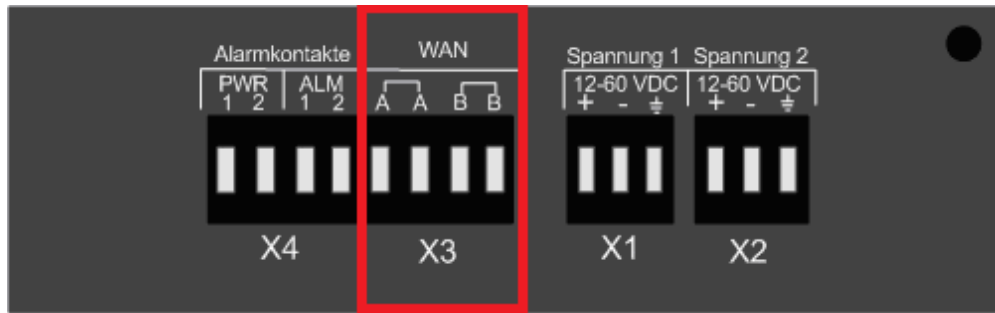 Alarmkontakte WAN Spannung 1 Spannung 2
PWR ALM 12-60 VDC 12-60 VDC
1 2 1 2 A A B B + - + -
X4 X3 X1 X2